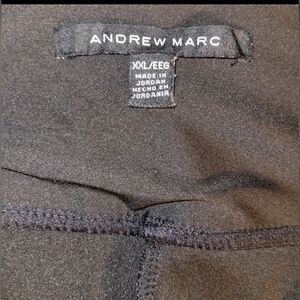 ANDREW MARC
XXL/EEG
MADE IN
JORDAN
HECHO EN
JORDANIA